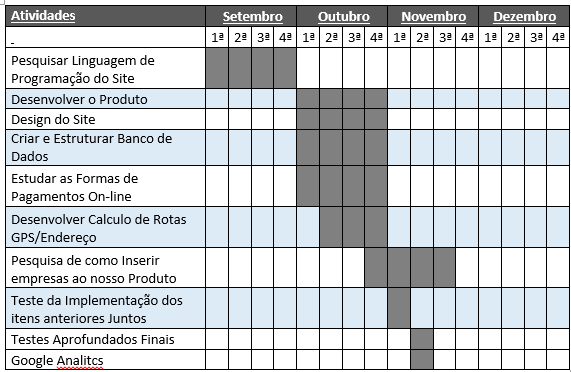 Atividades Setembro Outubro Novembro Dezembro
- 1ª 2ª 3ª 4ª 1ª 2ª 3ª 4ª 1ª 2ª 3ª 4ª 1ª 2ª 3ª 4ª
Pesquisar Linguagem de
Programação do Site
Desenvolver o Produto
Design do Site
Criar e Estruturar Banco de
Dados
Estudar as Formas de
Pagamentos On-line
Desenvolver Calculo de Rotas
GPS/Endereço
Pesquisa de como Inserir
empresas ao nosso Produto
Teste da Implementação dos
itens anteriores Juntos
Testes Aprofundados Finais
Google Analitcs